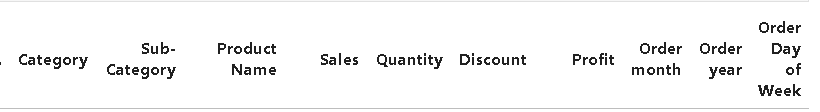 . Category Sub-Category Product Name Sales Quantity Discount Profit Order month Order year Order Day of Week